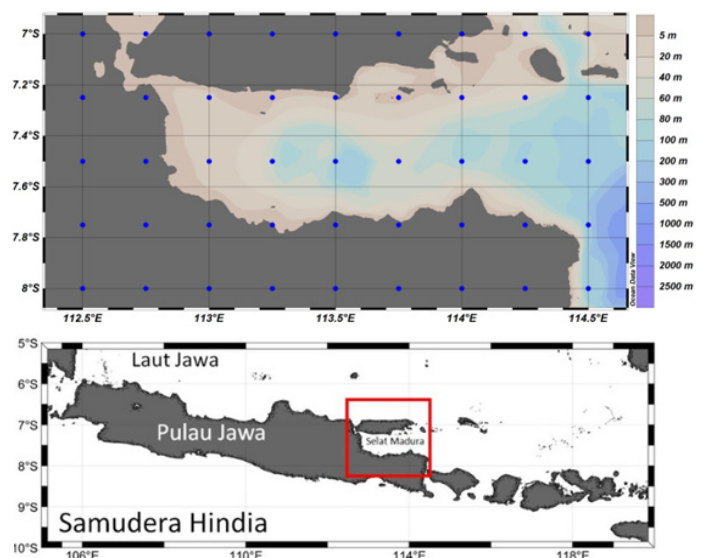 7°S
7.2°S
7.4°S
7.6°S
7.8°S
8°S
112.5°E
113°E
113.5°E
114°E
114.5°E
5 m
20 m
40 m
60 m
80 m
100 m
200 m
300 m
500 m
1000 m
1500 m
2000 m
2500 m
Ocean Data View
5°S
6°S
7°S
8°S
9°S
10°S
Laut Jawa
Pulau Jawa
Selat Madura
Samudera Hindia
106°E
110°E
114°E
118°E